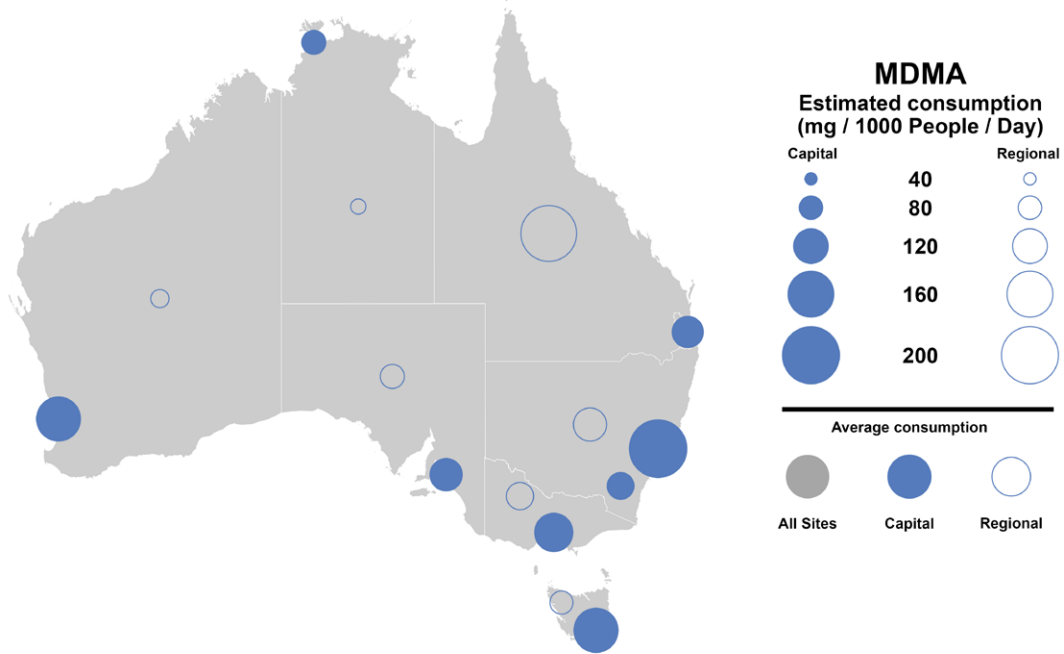 MDMA
Estimated consumption
(mg / 1000 People / Day)
Capital
Regional
40
80
120
160
200
Average consumption
All Sites
Capital
Regional